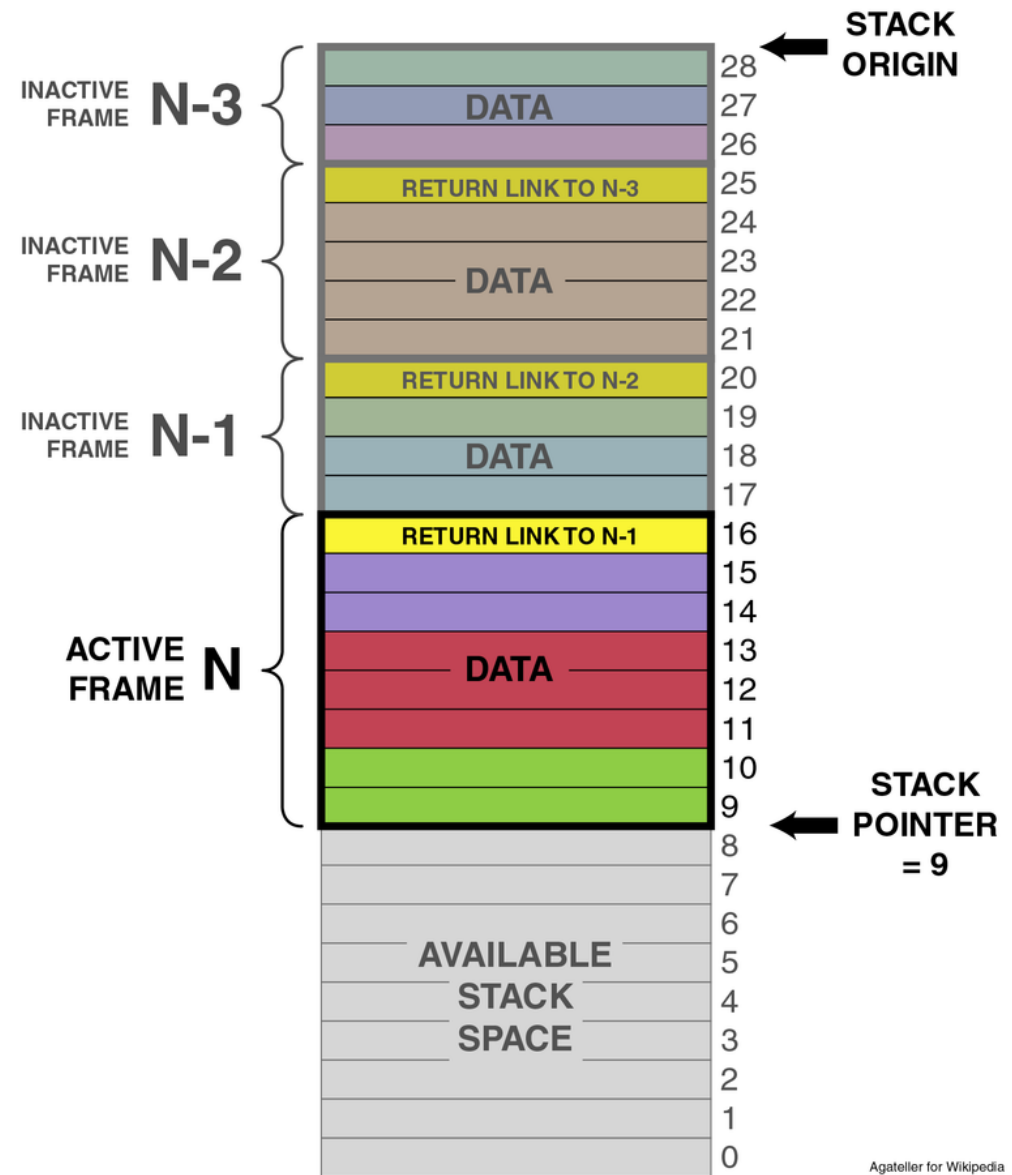 STACK
ORIGIN
28
INACTIVE
FRAME N-3
DATA
27
26
RETURN LINK TO N-3
25
24
INACTIVE
FRAME N-2
23
DATA
22
21
RETURN LINK TO N-2
20
19
INACTIVE
FRAME N-1
DATA
18
17
RETURN LINK TO N-1
16
15
14
ACTIVE
FRAME N
13
DATA
12
11
10
9
STACK
POINTER
= 9
8
7
6
AVAILABLE
STACK
SPACE
5
4
3
2
1
0
Agateller for Wikipedia